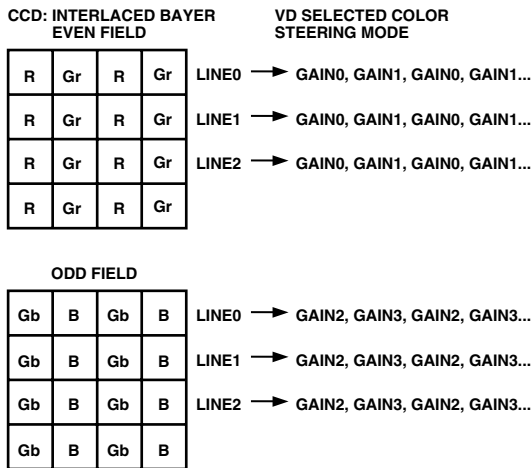 CCD: INTERLACED BAYER
EVEN FIELD
VD SELECTED COLOR
STEERING MODE
R Gr R Gr LINE0 GAIN0, GAIN1, GAIN0, GAIN1...
R Gr R Gr LINE1 GAIN0, GAIN1, GAIN0, GAIN1...
R Gr R Gr LINE2 GAIN0, GAIN1, GAIN0, GAIN1...
R Gr R Gr
ODD FIELD
Gb B Gb B LINE0 GAIN2, GAIN3, GAIN2, GAIN3...
Gb B Gb B LINE1 GAIN2, GAIN3, GAIN2, GAIN3...
Gb B Gb B LINE2 GAIN2, GAIN3, GAIN2, GAIN3...
Gb B Gb B